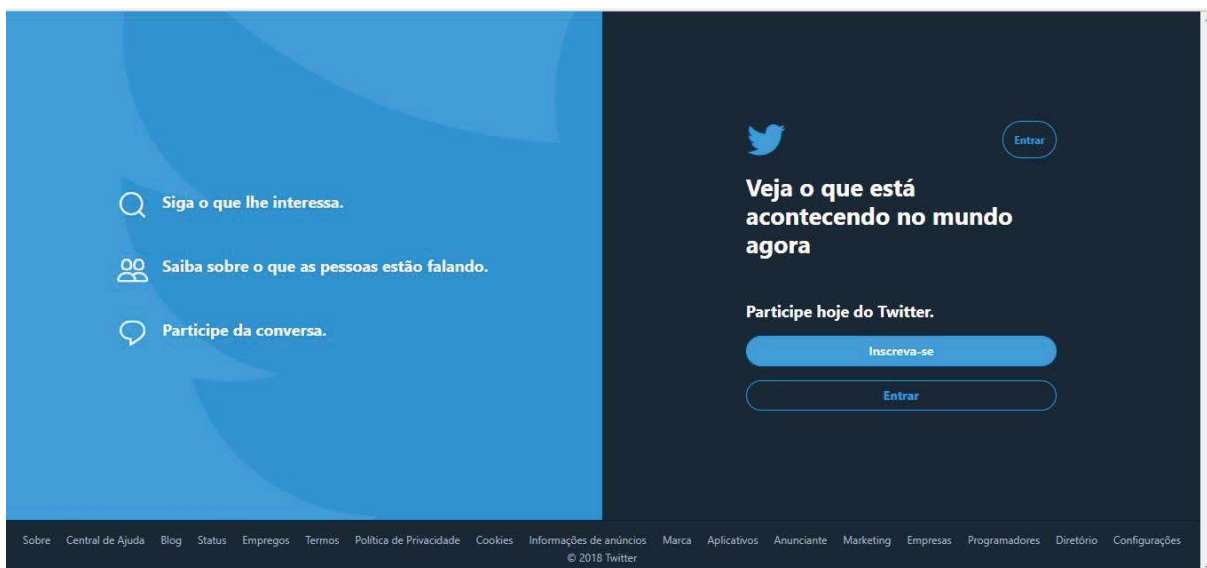 Siga o que lhe interessa.
Saiba sobre o que as pessoas estão falando.
Participe da conversa.
Entrar
Veja o que está
acontecendo no mundo
agora
Participe hoje do Twitter.
Inscreva-se
Entrar
Sobre Central de Ajuda Blog Status Empregos Termos Política de Privacidade Cookies Informações de anúncios Marca Aplicativos Anunciante Marketing Empresas Programadores Diretório Configurações
© 2018 Twitter